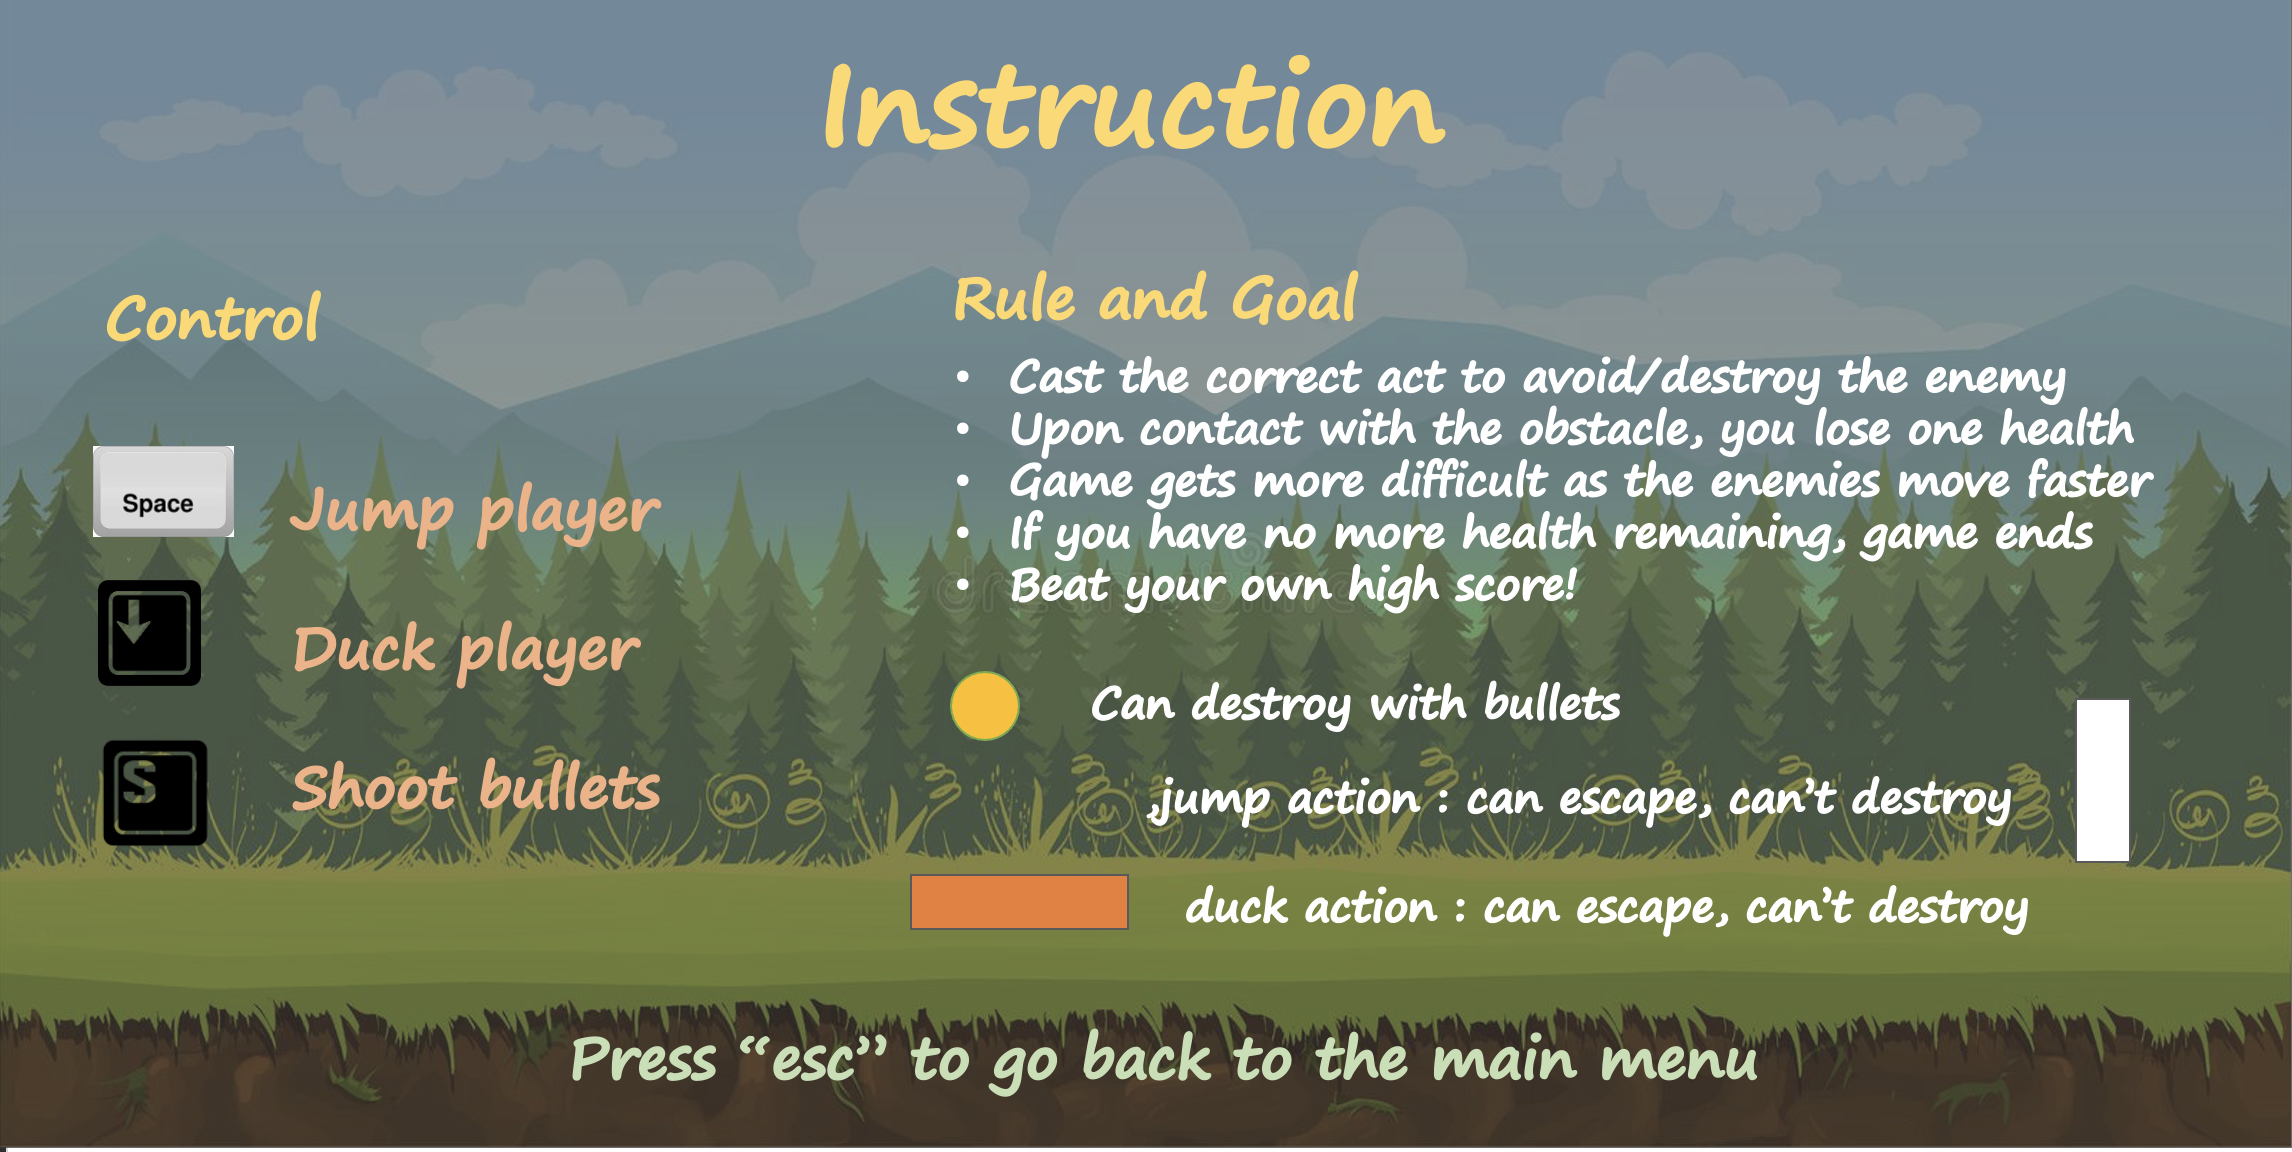 Instruction
Control
Space
Jump player
Duck player
S
Shoot bullets
Rule and Goal
• Cast the correct act to avoid/destroy the enemy
• Upon contact with the obstacle, you lose one health
• Game gets more difficult as the enemies move faster
• If you have no more health remaining, game ends
• Beat your own high score!
Can destroy with bullets
,jump action : can escape, can’t destroy
duck action : can escape, can’t destroy
Press “esc” to go back to the main menu